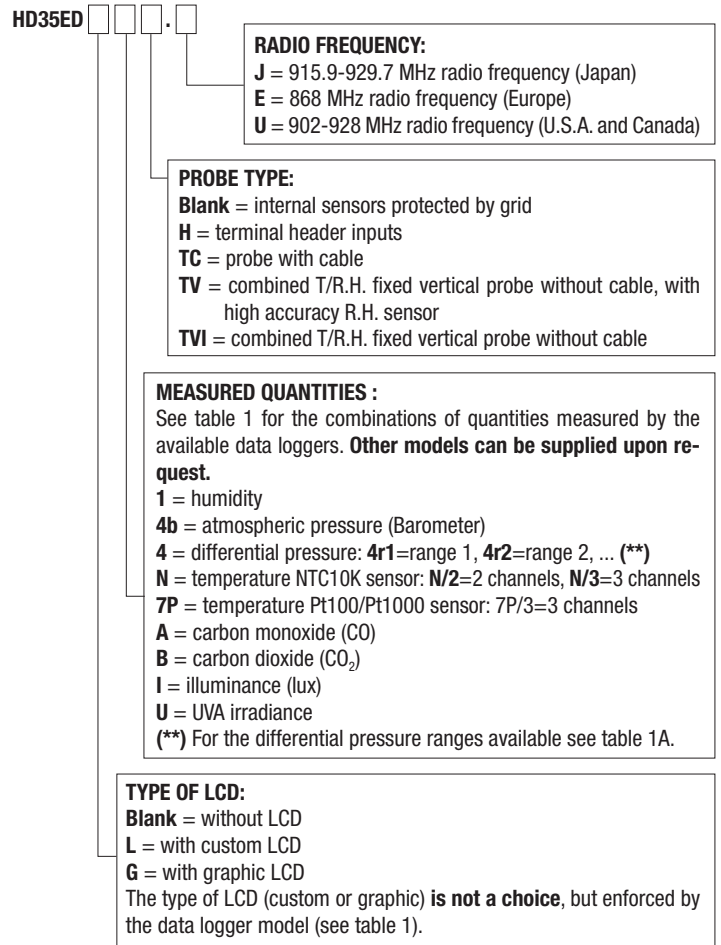 HD35ED .
RADIO FREQUENCY:
J = 915.9-929.7 MHz radio frequency (Japan)
E = 868 MHz radio frequency (Europe)
U = 902-928 MHz radio frequency (U.S.A. and Canada)
PROBE TYPE:
Blank = internal sensors protected by grid
H = terminal header inputs
TC = probe with cable
TV = combined T/R.H. fixed vertical probe without cable, with
high accuracy R.H. sensor
TVI = combined T/R.H. fixed vertical probe without cable
MEASURED QUANTITIES :
See table 1 for the combinations of quantities measured by the
available data loggers. Other models can be supplied upon re-
quest.
1 = humidity
4b = atmospheric pressure (Barometer)
4 = differential pressure: 4r1=range 1, 4r2=range 2, ... (**)
N = temperature NTC10K sensor: N/2=2 channels, N/3=3 channels
7P = temperature Pt100/Pt1000 sensor: 7P/3=3 channels
A = carbon monoxide (CO)
B = carbon dioxide (CO₂)
I = illuminance (lux)
U = UVA irradiance
(**) For the differential pressure ranges available see table 1A.
TYPE OF LCD:
Blank = without LCD
L = with custom LCD
G = with graphic LCD
The type of LCD (custom or graphic) is not a choice, but enforced by
the data logger model (see table 1).